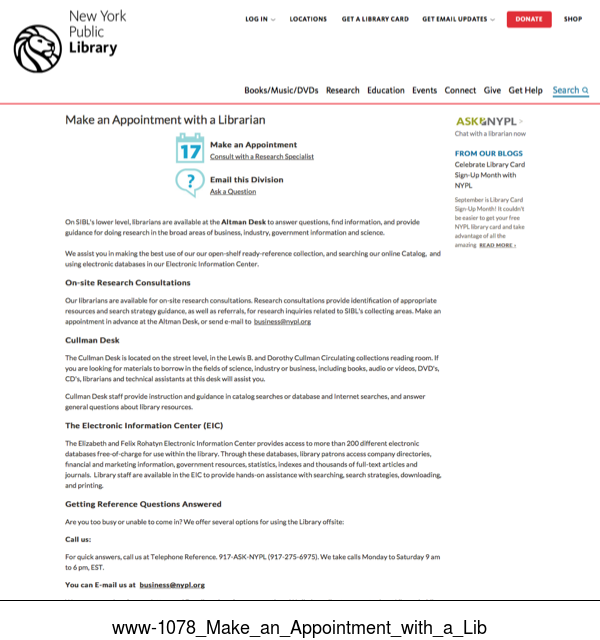 New York
Public
Library
LOG IN
LOCATIONS
GET A LIBRARY CARD
GET EMAIL UPDATES
DONATE
SHOP
Books/Music/DVDs Research Education Events Connect Give Get Help Search
Make an Appointment with a Librarian
17
Make an Appointment
Consult with a Research Specialist
?
Email this Division
Ask a Question
On SIBL's lower level, librarians are available at the Altman Desk to answer questions, find information, and provide
guidance for doing research in the broad areas of business, industry, government information and science.
We assist you in making the best use of our our open-shelf ready-reference collection, and searching our online Catalog, and
using electronic databases in our Electronic Information Center.
On-site Research Consultations
Our librarians are available for on-site research consultations. Research consultations provide identification of appropriate
resources and search strategy guidance, as well as referrals, for research inquiries related to SIBL's collecting areas. Make an
appointment in advance at the Altman Desk, or send e-mail to business@nypl.org
Cullman Desk
The Cullman Desk is located on the street level, in the Lewis B. and Dorothy Cullman Circulating collections reading room. If
you are looking for materials to borrow in the fields of science, industry or business, including books, audio or videos, DVD's,
CD's, librarians and technical assistants at this desk will assist you.
Cullman Desk staff provide instruction and guidance in catalog searches or database and Internet searches, and answer
general questions about library resources.
The Electronic Information Center (EIC)
The Elizabeth and Felix Rohatyn Electronic Information Center provides access to more than 200 different electronic
databases free-of-charge for use within the library. Through these databases, library patrons access company directories,
financial and marketing information, government resources, statistics, indexes and thousands of full-text articles and
journals. Library staff are available in the EIC to provide hands-on assistance with searching, search strategies, downloading,
and printing.
Getting Reference Questions Answered
Are you too busy or unable to come in? We offer several options for using the Library offsite:
Call us:
For quick answers, call us at Telephone Reference. 917-ASK-NYPL (917-275-6975). We take calls Monday to Saturday 9 am
to 6 pm, EST.
You can E-mail us at business@nypl.org
ASK NYPL >
Chat with a librarian now
FROM OUR BLOGS
Celebrate Library Card
Sign-Up Month with
NYPL
September is Library Card
Sign-Up Month! It couldn't
be easier to get your free
NYPL library card and take
advantage of all the
amazing READ MORE ›
www-1078_Make_an_Appointment_with_a_Lib